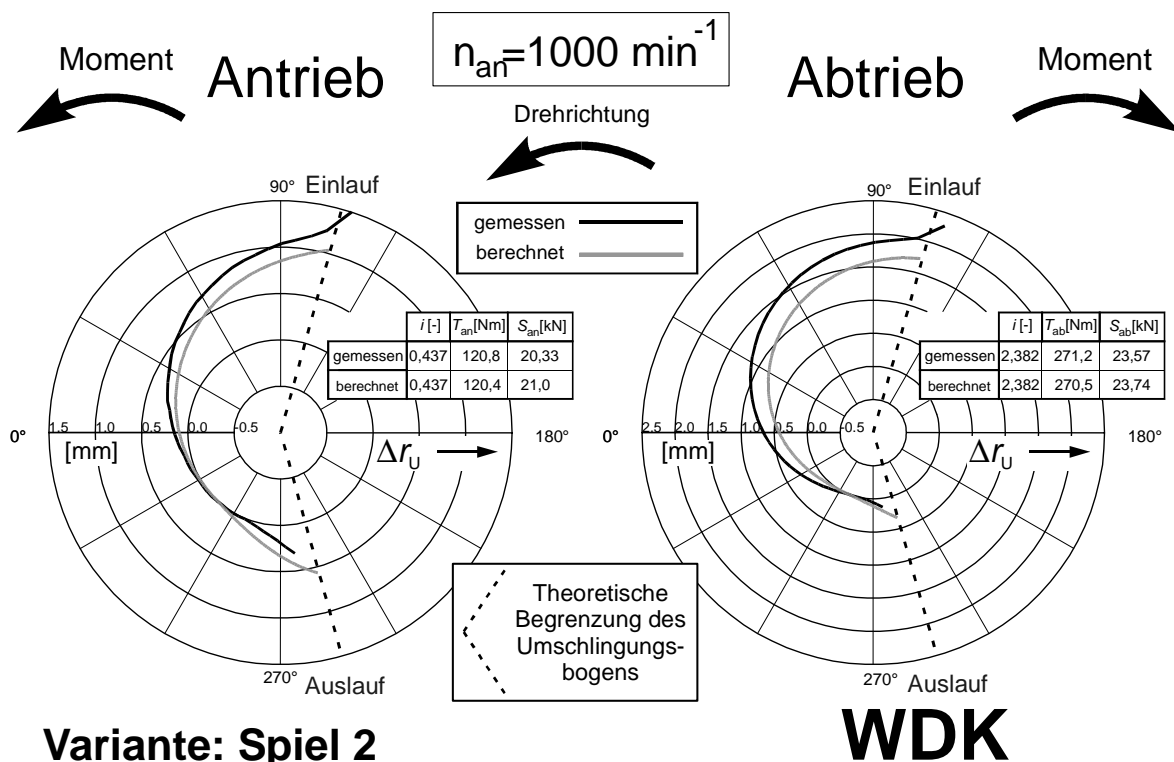 n_an=1000 min^-1
Moment
Antrieb
Abtrieb
Moment
Drehrichtung
90° Einlauf
gemessen
berechnet
90° Einlauf
i [-] T_an[Nm] S_an[kN]
gemessen 0,437 120,8 20,33
berechnet 0,437 120,4 21,0
i [-] T_ab[Nm] S_ab[kN]
gemessen 2,382 271,2 23,57
berechnet 2,382 270,5 23,74
0° 1.5 1.0 0.5 0.0 -0.5 180°
[mm] Δr_U
0° 2.5 2.0 1.5 1.0 0.5 0.0 -0.5 180°
[mm] Δr_U
Theoretische
Begrenzung des
Umschlingungs-
bogens
270° Auslauf
270° Auslauf
Variante: Spiel 2
WDK